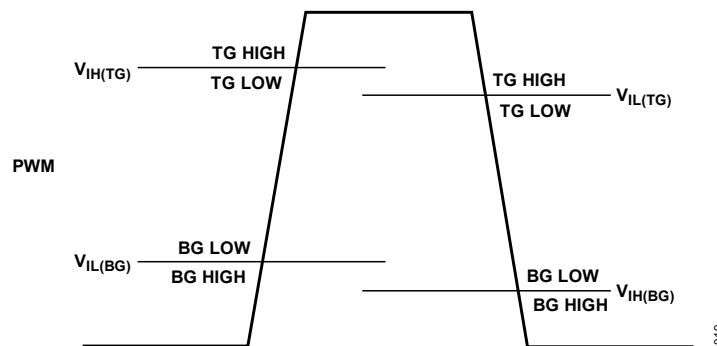 TG HIGH
V_IH(TG)
TG LOW
TG HIGH
V_IL(TG)
TG LOW
PWM
BG LOW
V_IL(BG)
BG HIGH
BG LOW
V_IH(BG)
BG HIGH